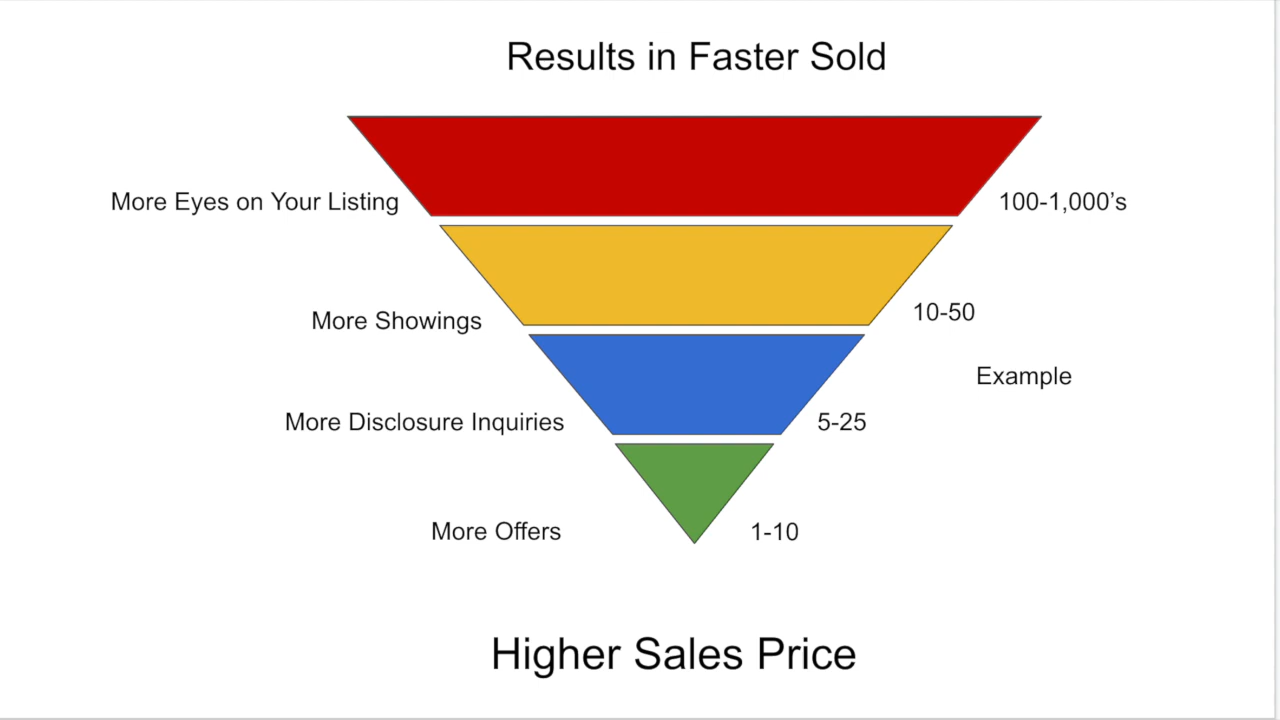 Results in Faster Sold
More Eyes on Your Listing
100-1,000’s
More Showings
10-50
Example
More Disclosure Inquiries
5-25
More Offers
1-10
Higher Sales Price